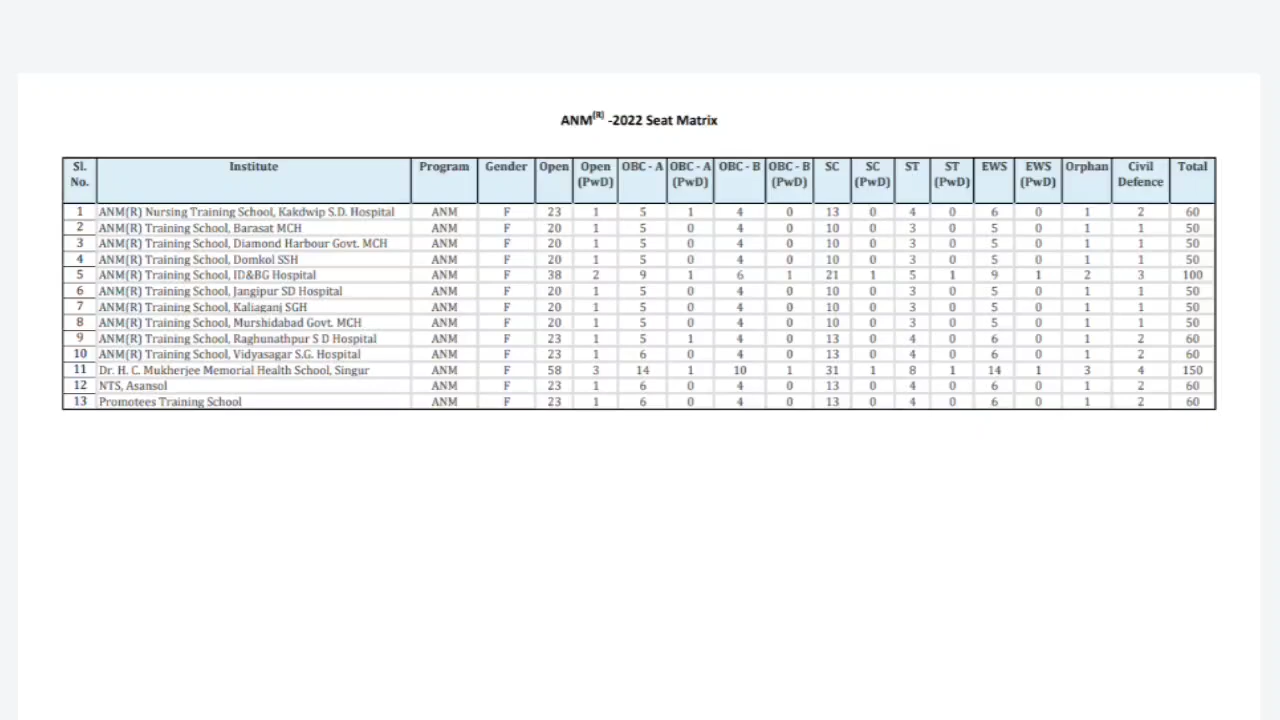 ANM(R) -2022 Seat Matrix
Sl. No. Institute Program Gender Open Open (PwD) OBC - A OBC - A (PwD) OBC - B OBC - B (PwD) SC SC (PwD) ST ST (PwD) EWS EWS (PwD) Orphan Civil Defence Total
1 ANM(R) Nursing Training School, Kakdwip S.D. Hospital ANM F 23 1 5 1 4 0 13 0 4 0 6 0 1 2 60
2 ANM(R) Training School, Barasat MCH ANM F 20 1 5 0 4 0 10 0 3 0 5 0 1 1 50
3 ANM(R) Training School, Diamond Harbour Govt. MCH ANM F 20 1 5 0 4 0 10 0 3 0 5 0 1 1 50
4 ANM(R) Training School, Domkol SSH ANM F 20 1 5 0 4 0 10 0 3 0 5 0 1 1 50
5 ANM(R) Training School, ID&BG Hospital ANM F 38 2 9 1 6 1 21 1 5 1 9 1 2 3 100
6 ANM(R) Training School, Jangipur SD Hospital ANM F 20 1 5 0 4 0 10 0 3 0 5 0 1 1 50
7 ANM(R) Training School, Kaliaganj SGH ANM F 20 1 5 0 4 0 10 0 3 0 5 0 1 1 50
8 ANM(R) Training School, Murshidabad Govt. MCH ANM F 20 1 5 0 4 0 10 0 3 0 5 0 1 1 50
9 ANM(R) Training School, Raghunathpur S D Hospital ANM F 23 1 5 1 4 0 13 0 4 0 6 0 1 2 60
10 ANM(R) Training School, Vidyasagar S.G. Hospital ANM F 23 1 6 0 4 0 13 0 4 0 6 0 1 2 60
11 Dr. H. C. Mukherjee Memorial Health School, Singur ANM F 58 3 14 1 10 1 31 1 8 1 14 1 3 4 150
12 NTS, Asansol ANM F 23 1 6 0 4 0 13 0 4 0 6 0 1 2 60
13 Promotees Training School ANM F 23 1 6 0 4 0 13 0 4 0 6 0 1 2 60